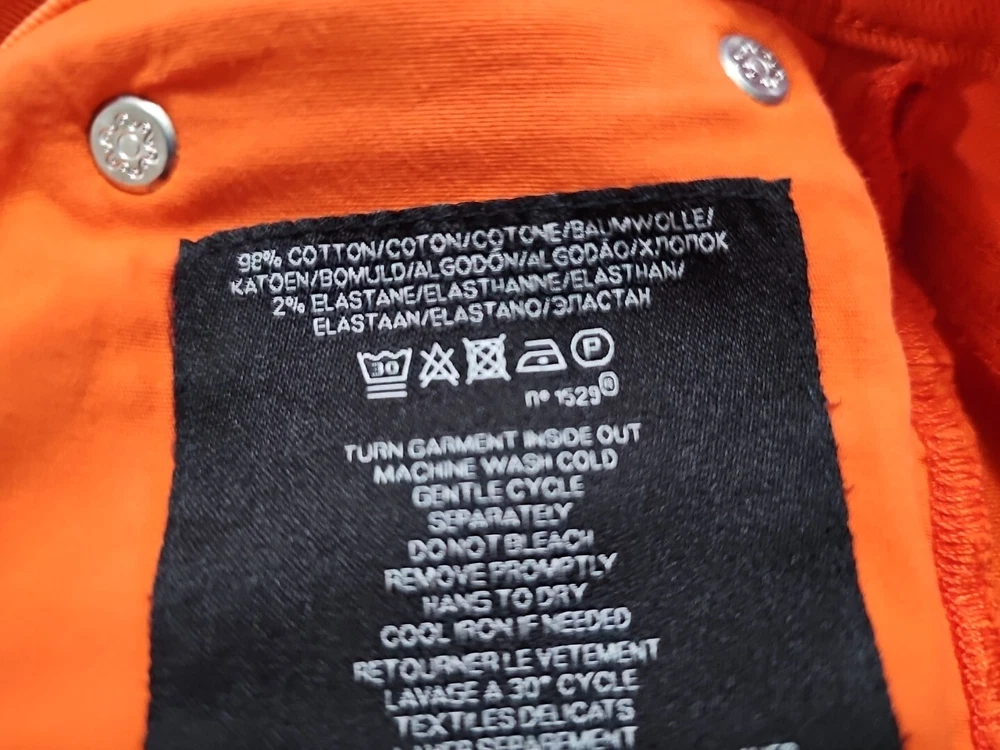 98% COTTON/COTON/COTONE/BAUMWOLLE/
KATOEN/BOMULD/ALGODÓN/ALGODÃO/ХЛОПОК
2% ELASTANE/ELASTHANNE/ELASTHAN/
ELASTAAN/ELASTANO/ЭЛАСТАН
30 P
nº 1529®
TURN GARMENT INSIDE OUT
MACHINE WASH COLD
GENTLE CYCLE
SEPARATELY
DO NOT BLEACH
REMOVE PROMPTLY
HANG TO DRY
COOL IRON IF NEEDED
RETOURNER LE VETEMENT
LAVAGE A 30° CYCLE
TEXTILES DELICATS
LAVER SEPAREMENT